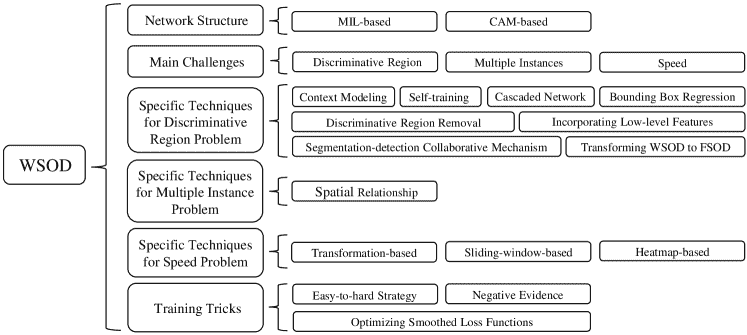 WSOD
Network Structure
MIL-based
CAM-based
Main Challenges
Discriminative Region
Multiple Instances
Speed
Specific Techniques
for Discriminative
Region Problem
Context Modeling
Self-training
Cascaded Network
Bounding Box Regression
Discriminative Region Removal
Incorporating Low-level Features
Segmentation-detection Collaborative Mechanism
Transforming WSOD to FSOD
Specific Techniques
for Multiple Instance
Problem
Spatial Relationship
Specific Techniques
for Speed Problem
Transformation-based
Sliding-window-based
Heatmap-based
Training Tricks
Easy-to-hard Strategy
Negative Evidence
Optimizing Smoothed Loss Functions